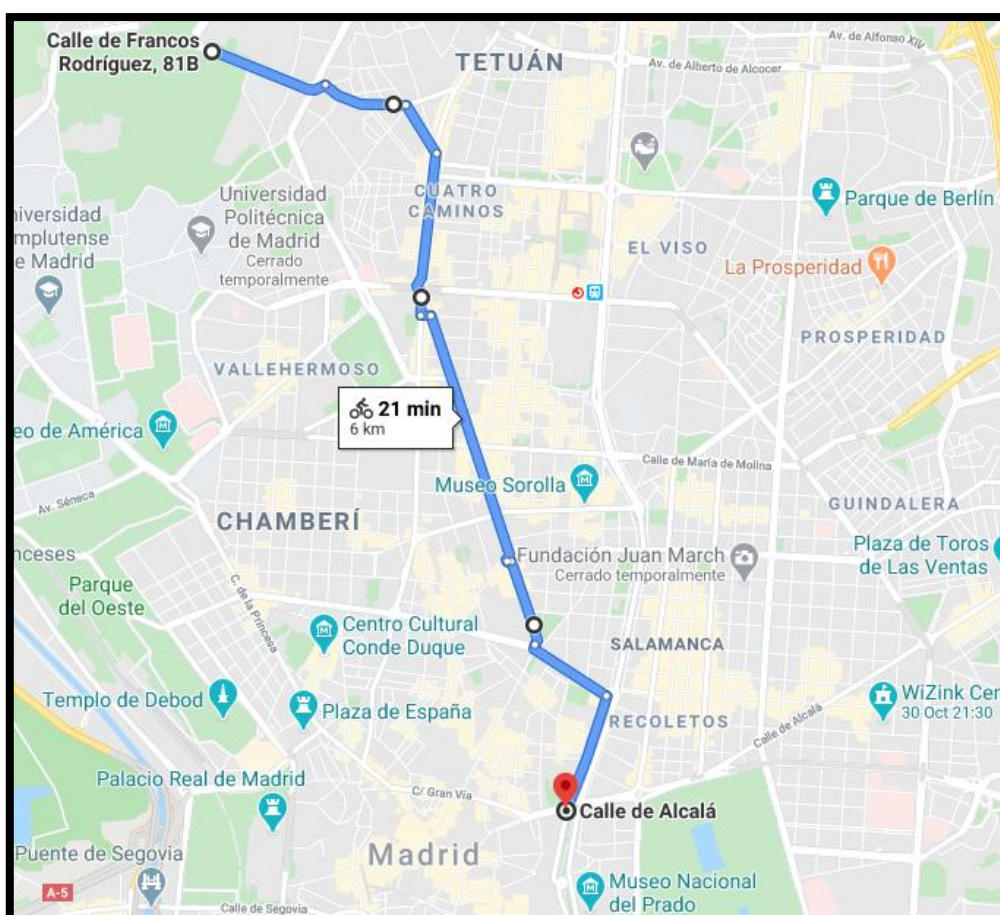 Calle de Francos
Rodríguez, 81B
TETUÁN
Av. de Alfonso XIV
Av. de Alberto de Alcocer
CUATRO
CAMINOS
Universidad
Politécnica
de Madrid
Cerrado
temporalmente
niversidad
mplutense
e Madrid
Parque de Berlín
EL VISO
La Prosperidad
PROSPERIDAD
VALLEHERMOSO
21 min
6 km
eo de América
Calle de María de Molina
Museo Sorolla
GUINDALERA
Av. Séneca
CHAMBERÍ
Plaza de Toros
de Las Ventas
Fundación Juan March
Cerrado temporalmente
inceses
Parque
del Oeste
C. de la Princesa
Centro Cultural
Conde Duque
SALAMANCA
Templo de Debod
Plaza de España
RECOLETOS
WiZink Cen
30 Oct 21:30
Calle de Alcalá
Palacio Real de Madrid
C/ Gran Vía
Calle de Alcalá
Madrid
Puente de Segovia
A-5
Calle de Segovia
Museo Nacional
del Prado